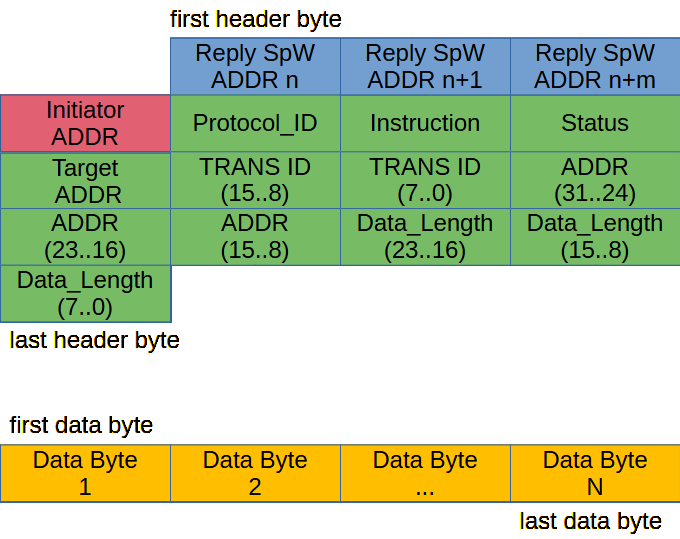 first header byte
Reply SpW
ADDR n
Reply SpW
ADDR n+1
Reply SpW
ADDR n+m
Initiator
ADDR
Protocol_ID
Instruction
Status
Target
ADDR
TRANS ID
(15..8)
TRANS ID
(7..0)
ADDR
(31..24)
ADDR
(23..16)
ADDR
(15..8)
Data_Length
(23..16)
Data_Length
(15..8)
Data_Length
(7..0)
last header byte
first data byte
Data Byte
1
Data Byte
2
Data Byte
...
Data Byte
N
last data byte